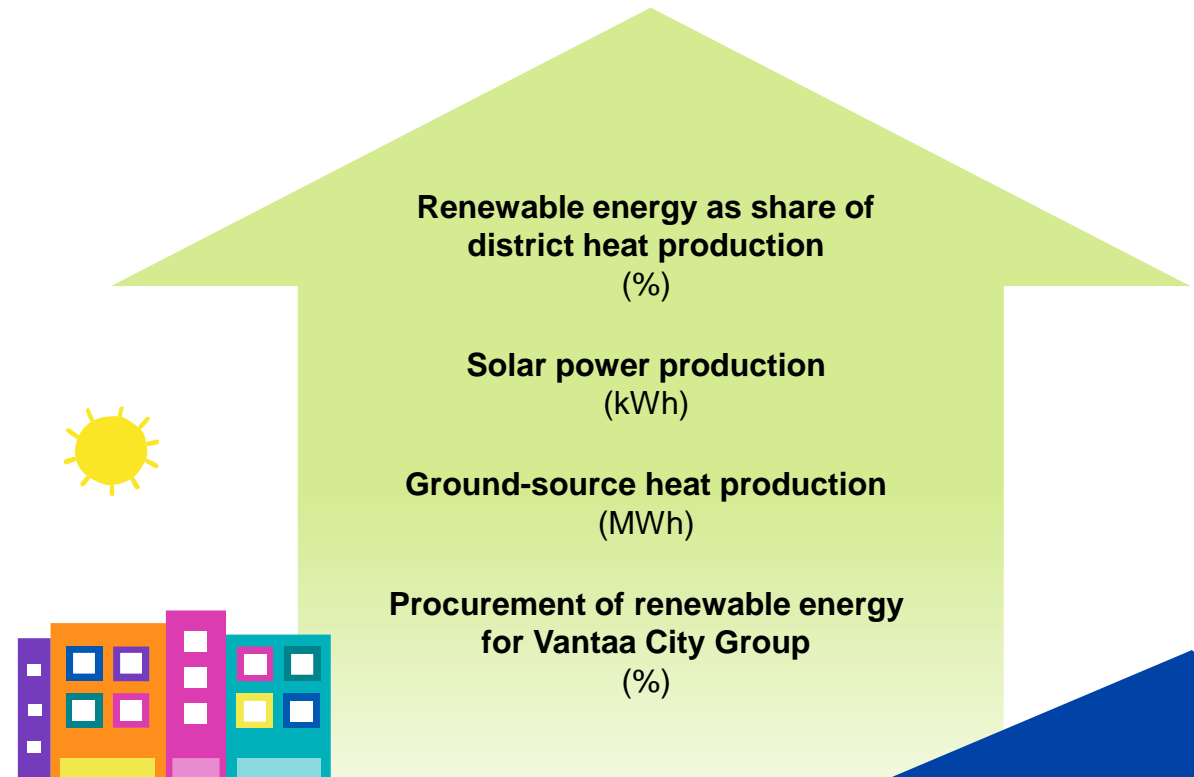 Renewable energy as share of
district heat production
(%)
Solar power production
(kWh)
Ground-source heat production
(MWh)
Procurement of renewable energy
for Vantaa City Group
(%)